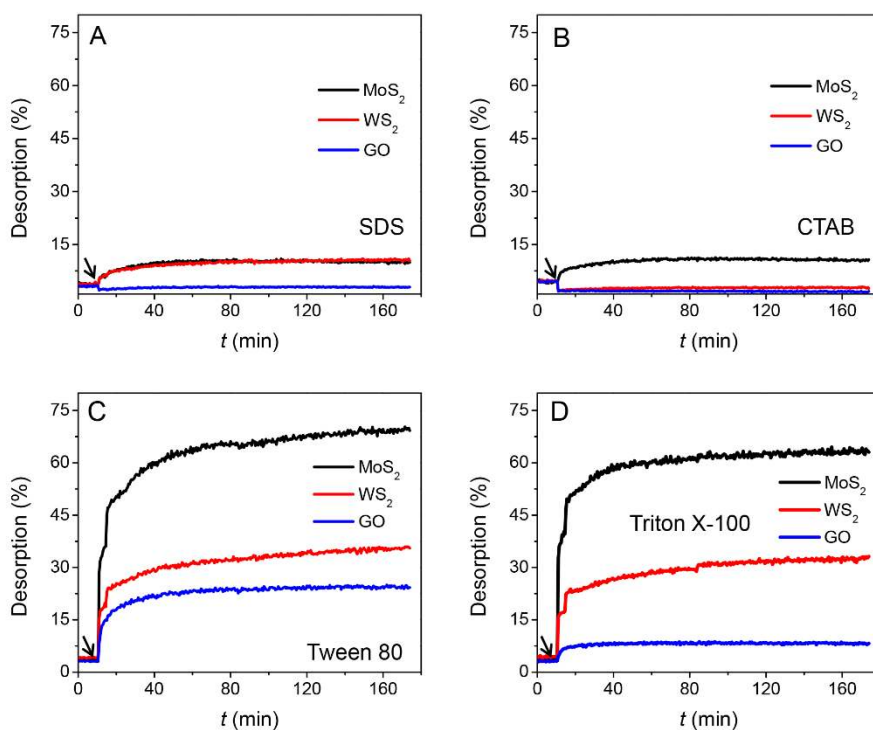 A
Desorption (%)
75
60
45
30
15
MoS₂
WS₂
GO
SDS
0 40 80 120 160
t (min)
B
Desorption (%)
75
60
45
30
15
MoS₂
WS₂
GO
CTAB
0 40 80 120 160
t (min)
C
Desorption (%)
75
60
45
30
15
0
MoS₂
WS₂
GO
Tween 80
0 40 80 120 160
t (min)
D
Desorption (%)
75
60
45
30
15
0
MoS₂
WS₂
GO
Triton X-100
0 40 80 120 160
t (min)